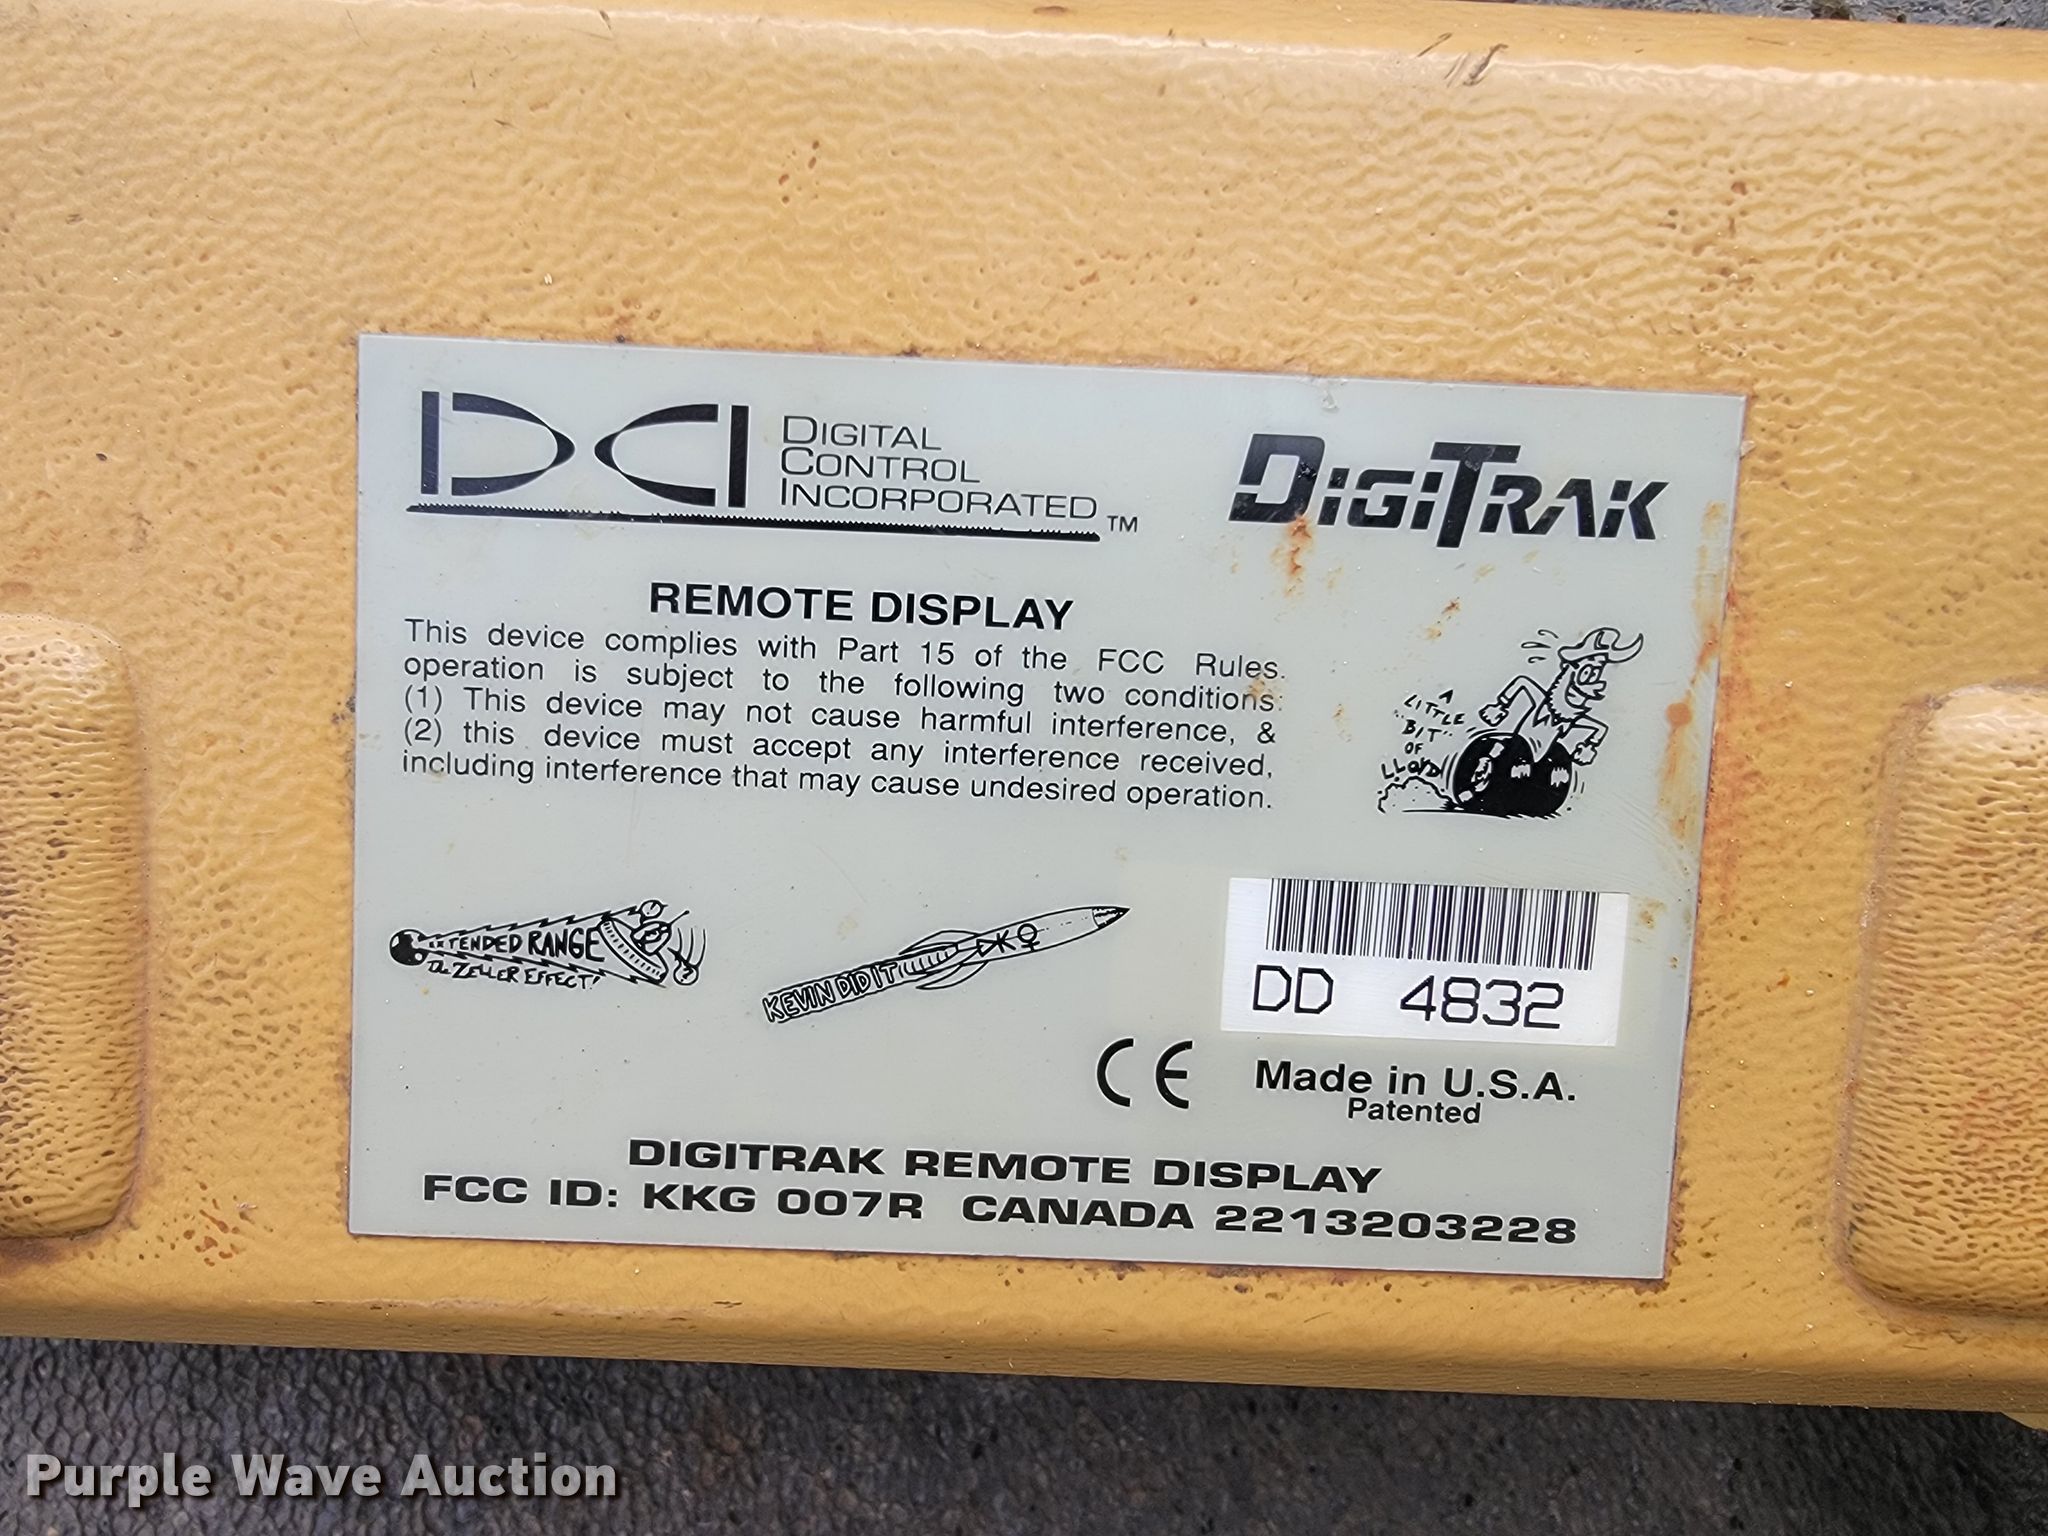 DCI
DIGITAL
CONTROL
INCORPORATED™
DIGITRAK
REMOTE DISPLAY
This device complies with Part 15 of the FCC Rules.
operation is subject to the following two conditions:
(1) This device may not cause harmful interference, &
(2) this device must accept any interference received,
including interference that may cause undesired operation.
A
LITTLE
BIT
OF
LLOYD
EXTENDED RANGE
The ZELLER EFFECT!
KEVIN DID IT
DK♀
DD 4832
CE
Made in U.S.A.
Patented
DIGITRAK REMOTE DISPLAY
FCC ID: KKG 007R CANADA 2213203228
Purple Wave Auction